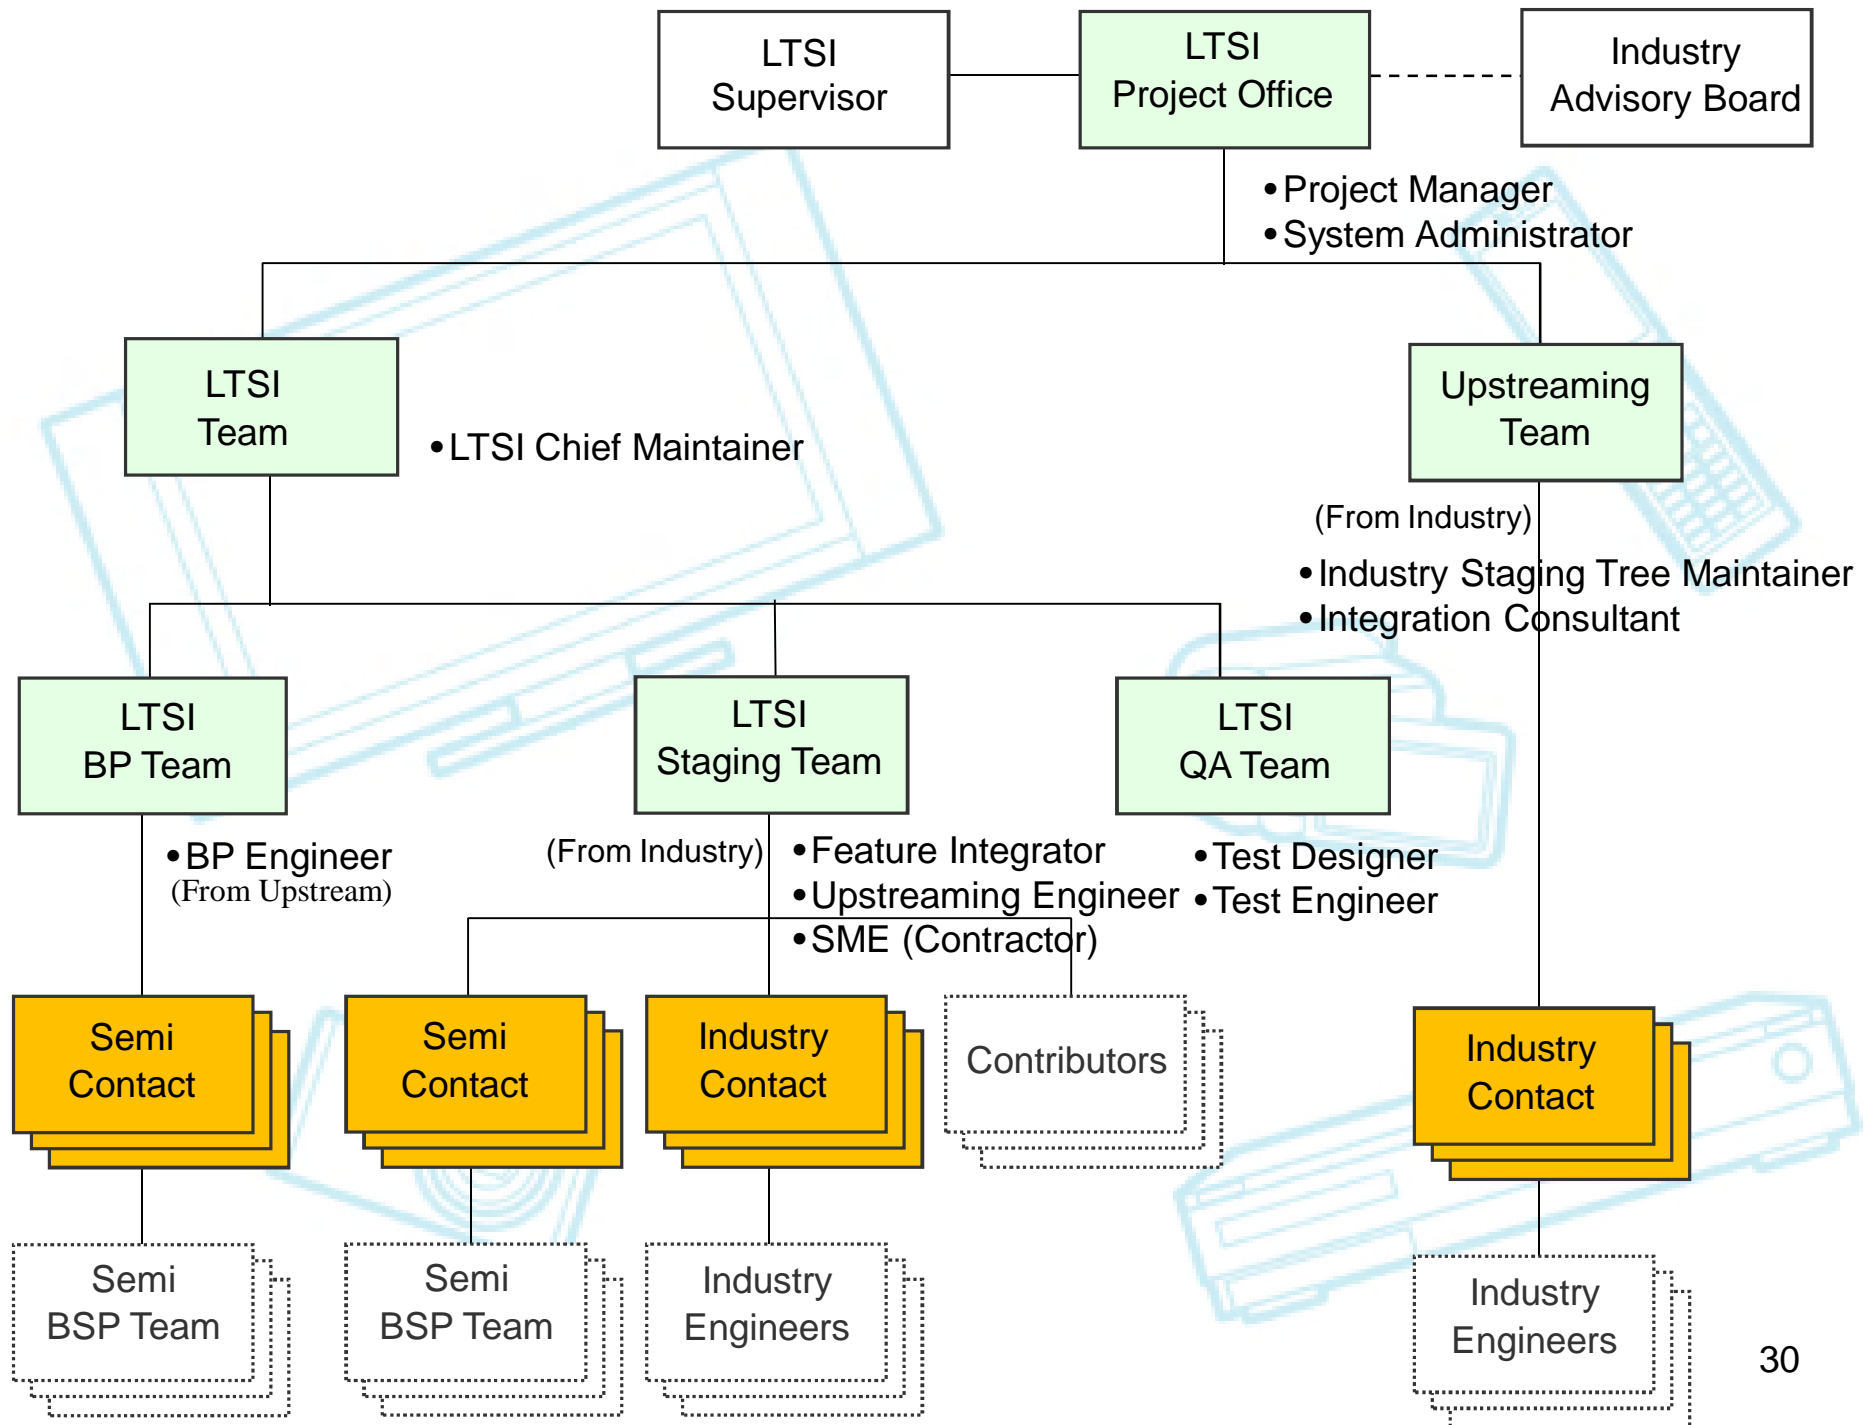 LTSI
Supervisor
LTSI
Project Office
Industry
Advisory Board
•Project Manager
•System Administrator
LTSI
Team
•LTSI Chief Maintainer
Upstreaming
Team
(From Industry)
•Industry Staging Tree Maintainer
•Integration Consultant
LTSI
BP Team
LTSI
Staging Team
LTSI
QA Team
•BP Engineer
(From Upstream)
(From Industry)
•Feature Integrator
•Upstreaming Engineer
•SME (Contractor)
•Test Designer
•Test Engineer
Semi
Contact
Semi
Contact
Industry
Contact
Contributors
Industry
Contact
Semi
BSP Team
Semi
BSP Team
Industry
Engineers
Industry
Engineers
30